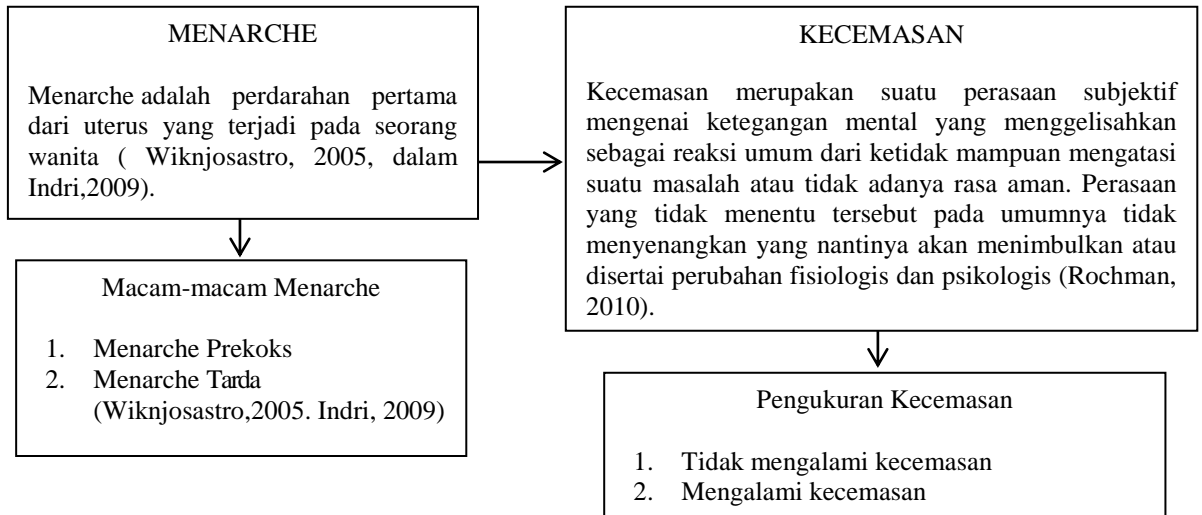 MENARCHE
Menarche adalah perdarahan pertama
dari uterus yang terjadi pada seorang
wanita ( Wiknjosastro, 2005, dalam
Indri,2009).
KECEMASAN
Kecemasan merupakan suatu perasaan subjektif
mengenai ketegangan mental yang menggelisahkan
sebagai reaksi umum dari ketidak mampuan mengatasi
suatu masalah atau tidak adanya rasa aman. Perasaan
yang tidak menentu tersebut pada umumnya tidak
menyenangkan yang nantinya akan menimbulkan atau
disertai perubahan fisiologis dan psikologis (Rochman,
2010).
Macam-macam Menarche
1. Menarche Prekoks
2. Menarche Tarda
(Wiknjosastro,2005. Indri, 2009)
Pengukuran Kecemasan
1. Tidak mengalami kecemasan
2. Mengalami kecemasan